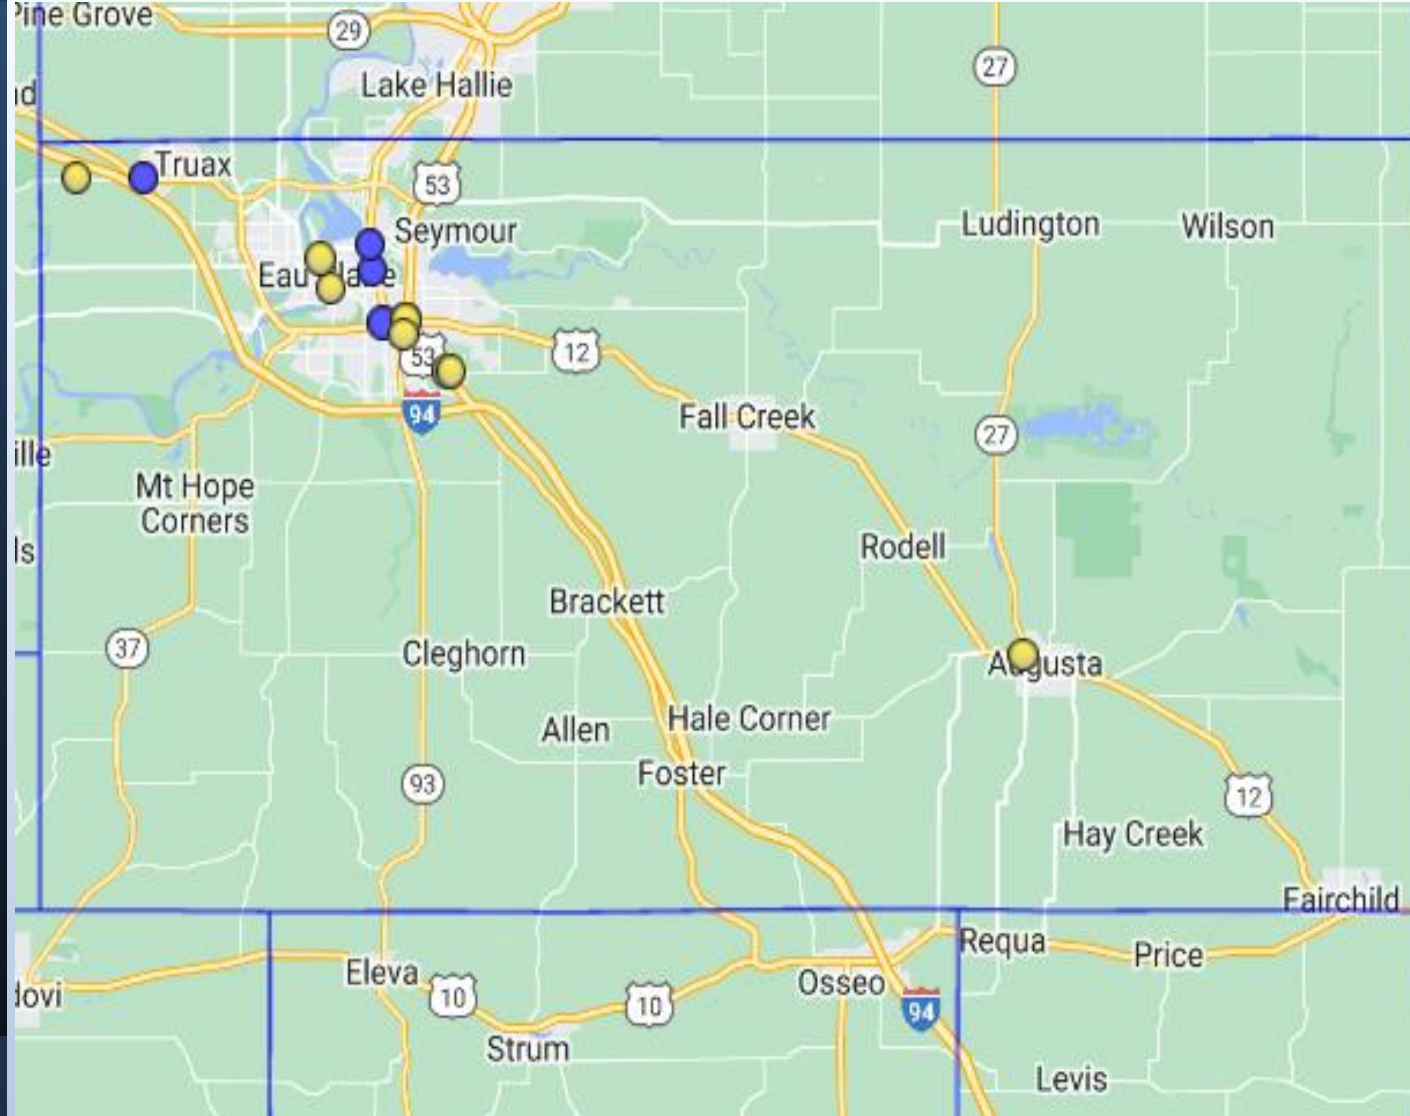 Pine Grove
29
Lake Hallie
27
Truax
53
Seymour
Ludington
Wilson
Eau Claire
53
12
94
Fall Creek
27
Mt Hope
Corners
Rodell
Brackett
37
Cleghorn
Augusta
Allen
Hale Corner
Foster
93
12
Hay Creek
Fairchild
Requa
Price
Eleva
Osseo
10
10
94
Strum
Levis